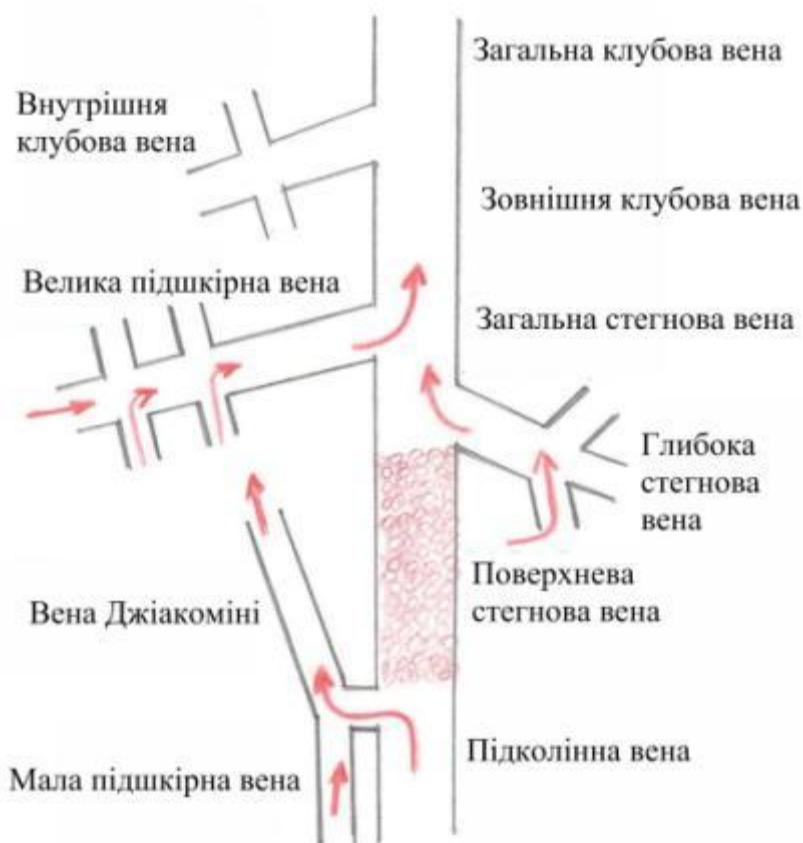 Загальна клубова вена
Внутрішня
клубова вена
Зовнішня клубова вена
Велика підшкірна вена
Загальна стегнова вена
Глибока
стегнова
вена
Поверхнева
стегнова вена
Вена Джіакоміні
Підколінна вена
Мала підшкірна вена